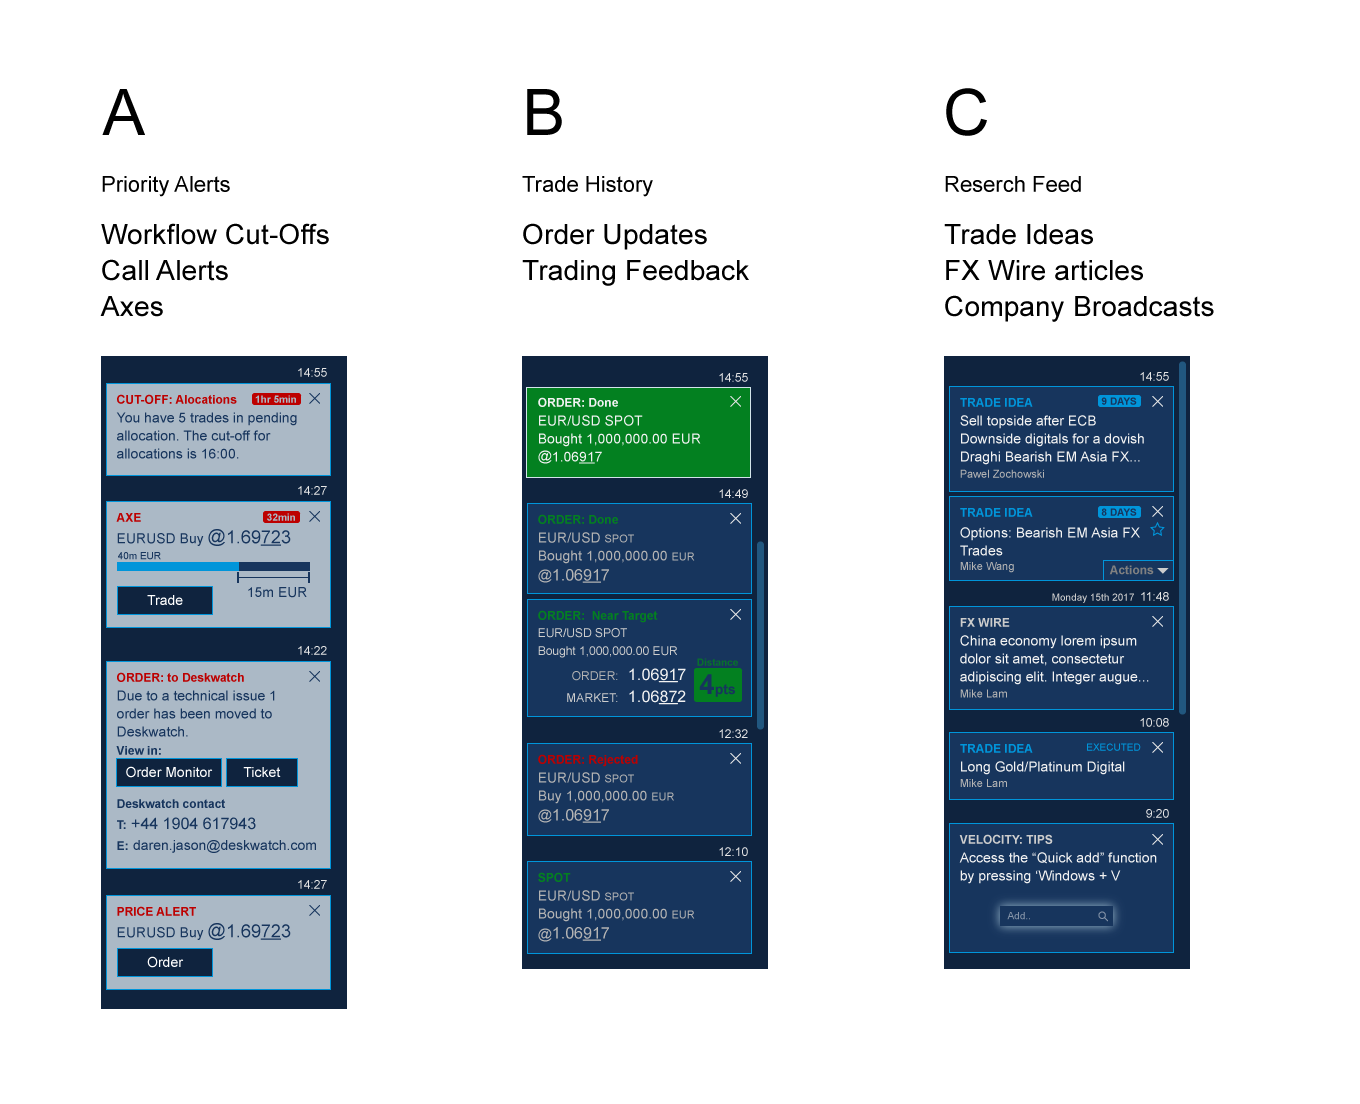 A
Priority Alerts
Workflow Cut-Offs
Call Alerts
Axes
14:55
CUT-OFF: Alocations 1hr 5min
You have 5 trades in pending
allocation. The cut-off for
allocations is 16:00.
14:27
AXE 32min
EURUSD Buy @1.69723
40m EUR
15m EUR
Trade
14:22
ORDER: to Deskwatch
Due to a technical issue 1
order has been moved to
Deskwatch.
View in:
Order Monitor Ticket
Deskwatch contact
T: +44 1904 617943
E: daren.jason@deskwatch.com
14:27
PRICE ALERT
EURUSD Buy @1.69723
Order
B
Trade History
Order Updates
Trading Feedback
14:55
ORDER: Done
EUR/USD SPOT
Bought 1,000,000.00 EUR
@1.06917
14:49
ORDER: Done
EUR/USD SPOT
Bought 1,000,000.00 EUR
@1.06917
ORDER: Near Target
EUR/USD SPOT
Bought 1,000,000.00 EUR
Distance
ORDER: 1.06917
4pts
MARKET: 1.06872
12:32
ORDER: Rejected
EUR/USD SPOT
Buy 1,000,000.00 EUR
@1.06917
12:10
SPOT
EUR/USD SPOT
Bought 1,000,000.00 EUR
@1.06917
C
Reserch Feed
Trade Ideas
FX Wire articles
Company Broadcasts
14:55
TRADE IDEA 9 DAYS
Sell topside after ECB
Downside digitals for a dovish
Draghi Bearish EM Asia FX...
Pawel Zochowski
TRADE IDEA 8 DAYS
Options: Bearish EM Asia FX
Trades
Mike Wang
Actions
Monday 15th 2017 11:48
FX WIRE
China economy lorem ipsum
dolor sit amet, consectetur
adipiscing elit. Integer augue...
Mike Lam
10:08
TRADE IDEA EXECUTED
Long Gold/Platinum Digital
Mike Lam
9:20
VELOCITY: TIPS
Access the “Quick add” function
by pressing ‘Windows + V
Add..